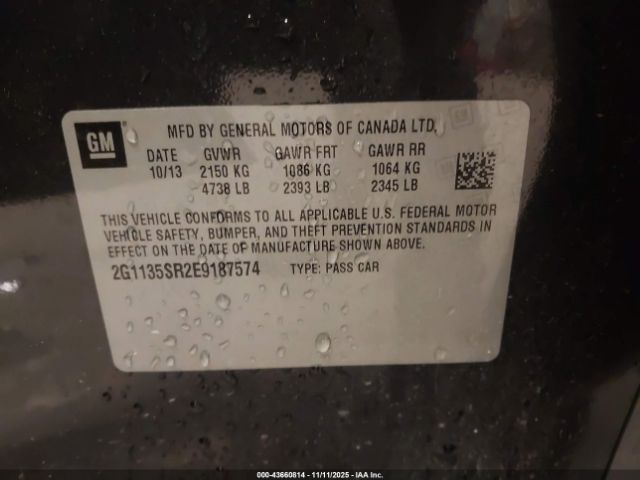 GM
MFD BY GENERAL MOTORS OF CANADA LTD.
DATE GVWR GAWR FRT GAWR RR
10/13 2150 KG 1086 KG 1064 KG
4738 LB 2393 LB 2345 LB
THIS VEHICLE CONFORMS TO ALL APPLICABLE U.S. FEDERAL MOTOR
VEHICLE SAFETY, BUMPER, AND THEFT PREVENTION STANDARDS IN
EFFECT ON THE DATE OF MANUFACTURE SHOWN ABOVE.
2G1135SR2E9187574 TYPE: PASS CAR
000-43660814 - 11/11/2025 - IAA Inc.